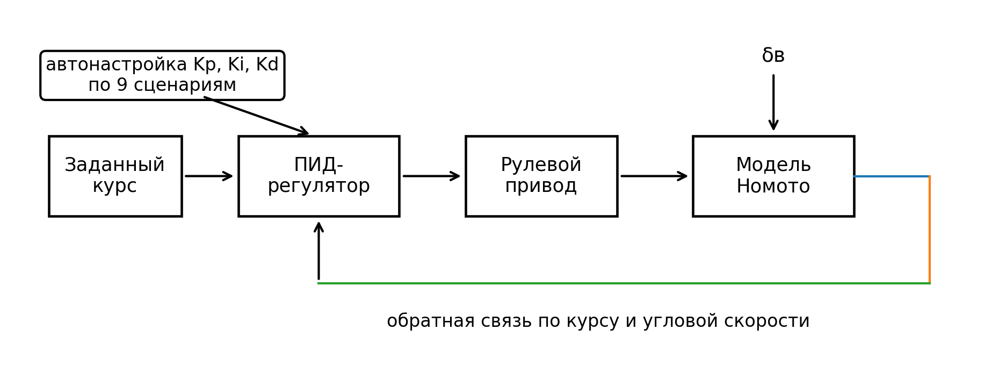 автонастройка Kp, Ki, Kd
по 9 сценариям
δв
Заданный
курс
ПИД-
регулятор
Рулевой
привод
Модель
Номото
обратная связь по курсу и угловой скорости